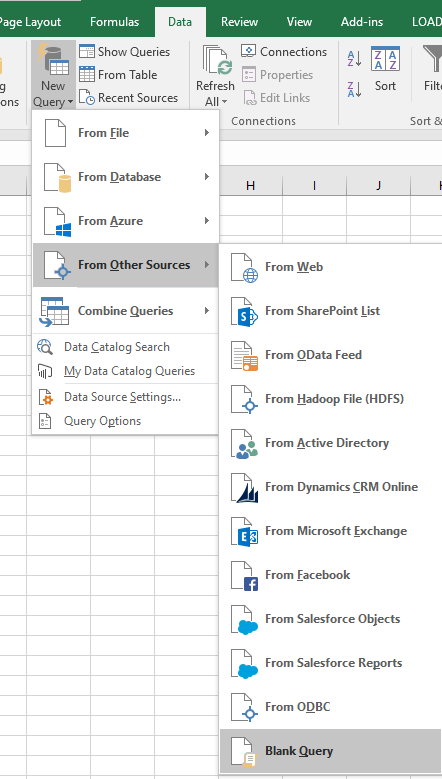 Page Layout Formulas Data Review View Add-ins LOAD
New Query
Show Queries
From Table
Recent Sources
Refresh All
Connections
Properties
Edit Links
Connections
Sort
Sort &
From File
From Database
From Azure
From Other Sources
Combine Queries
Data Catalog Search
My Data Catalog Queries
Data Source Settings...
Query Options
H I J
From Web
From SharePoint List
From OData Feed
From Hadoop File (HDFS)
From Active Directory
From Dynamics CRM Online
From Microsoft Exchange
From Facebook
From Salesforce Objects
From Salesforce Reports
From ODBC
Blank Query